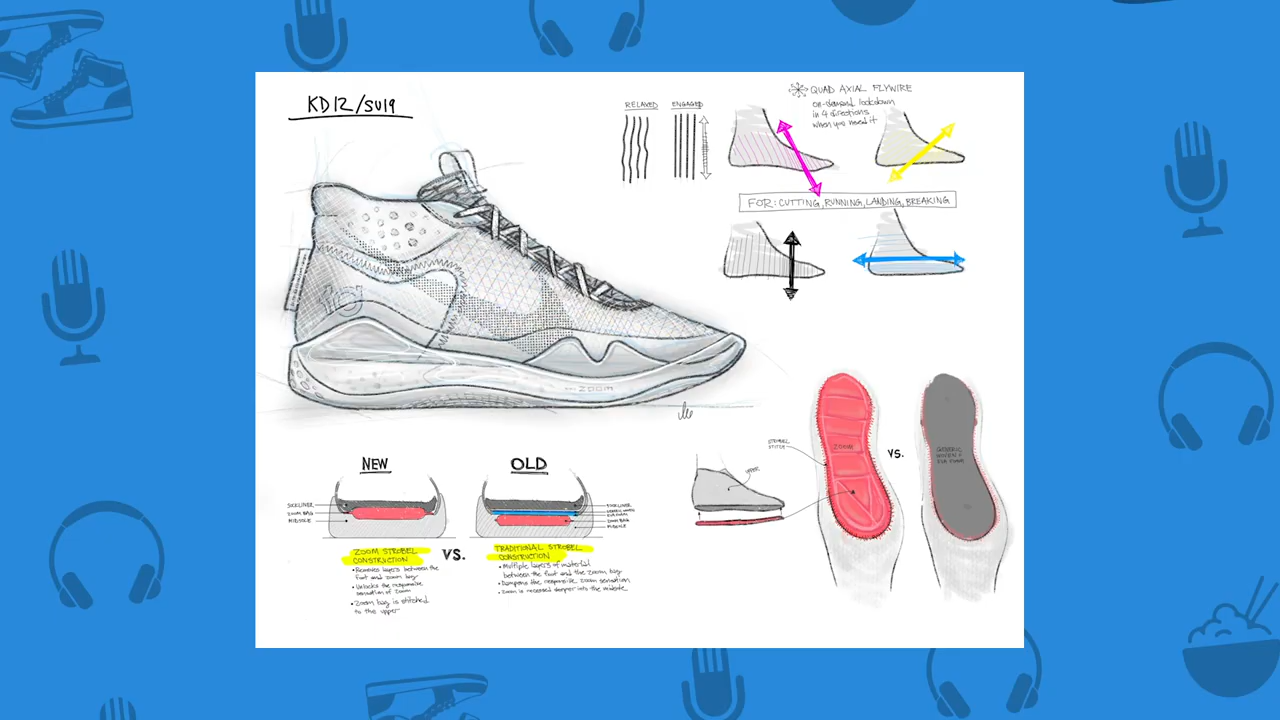 KD12/SU19
RELAXED
ENGAGED
QUAD AXIAL FLYWIRE
on-demand lockdown
in 4 directions
when you need it
FOR: CUTTING, RUNNING, LANDING, BREAKING
ZOOM
NEW
OLD
SOCKLINER
ZOOM BAG
MIDSOLE
SOCKLINER
ZOOM BAG
MIDSOLE
VS.
ZOOM STROBEL
CONSTRUCTION
• Removes layers between the
foot and zoom bag
• Unlocks the responsive
sensation of zoom
• Zoom bag is stitched
to the upper
TRADITIONAL STROBEL
CONSTRUCTION
• Multiple layers of material
between the foot and the zoom bag
• Dampens the responsive zoom sensation
• Zoom is recessed deeper into the midsole
UPPER
STROBEL
STITCH
ZOOM
VS.
GENERIC